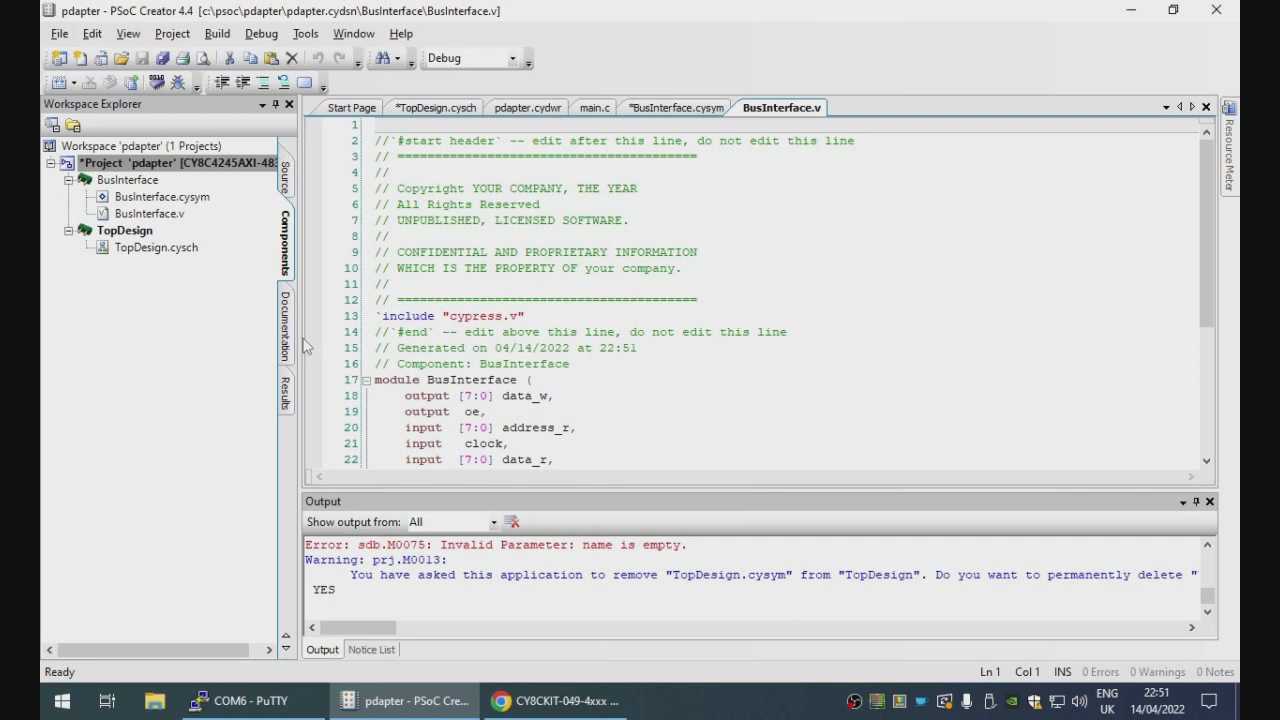 pdapter - PSoC Creator 4.4 [c:\psoc\pdapter\pdapter.cydsn\BusInterface\BusInterface.v]
File Edit View Project Build Debug Tools Window Help
Debug
Workspace Explorer
Workspace 'pdapter' (1 Projects)
*Project 'pdapter' [CY8C4245AXI-483
BusInterface
BusInterface.cysym
BusInterface.v
TopDesign
TopDesign.cysch
Source
Components
Documentation
Results
Start Page *TopDesign.cysch pdapter.cydwr main.c *BusInterface.cysym BusInterface.v
1
2 //`#start header` -- edit after this line, do not edit this line
3 // ========================================
4 //
5 // Copyright YOUR COMPANY, THE YEAR
6 // All Rights Reserved
7 // UNPUBLISHED, LICENSED SOFTWARE.
8 //
9 // CONFIDENTIAL AND PROPRIETARY INFORMATION
10 // WHICH IS THE PROPERTY OF your company.
11 //
12 // ========================================
13 `include "cypress.v"
14 //`#end` -- edit above this line, do not edit this line
15 // Generated on 04/14/2022 at 22:51
16 // Component: BusInterface
17 module BusInterface (
18 output [7:0] data_w,
19 output oe,
20 input [7:0] address_r,
21 input clock,
22 input [7:0] data_r,
Resource Meter
Output
Show output from: All
Error: sdb.M0075: Invalid Parameter: name is empty.
Warning: prj.M0013:
You have asked this application to remove "TopDesign.cysym" from "TopDesign". Do you want to permanently delete "
YES
Output Notice List
Ready Ln 1 Col 1 INS 0 Errors 0 Warnings 0 Notes
COM6 - PuTTY pdapter - PSoC Cre... CY8CKIT-049-4xxx ... ENG UK 22:51 14/04/2022